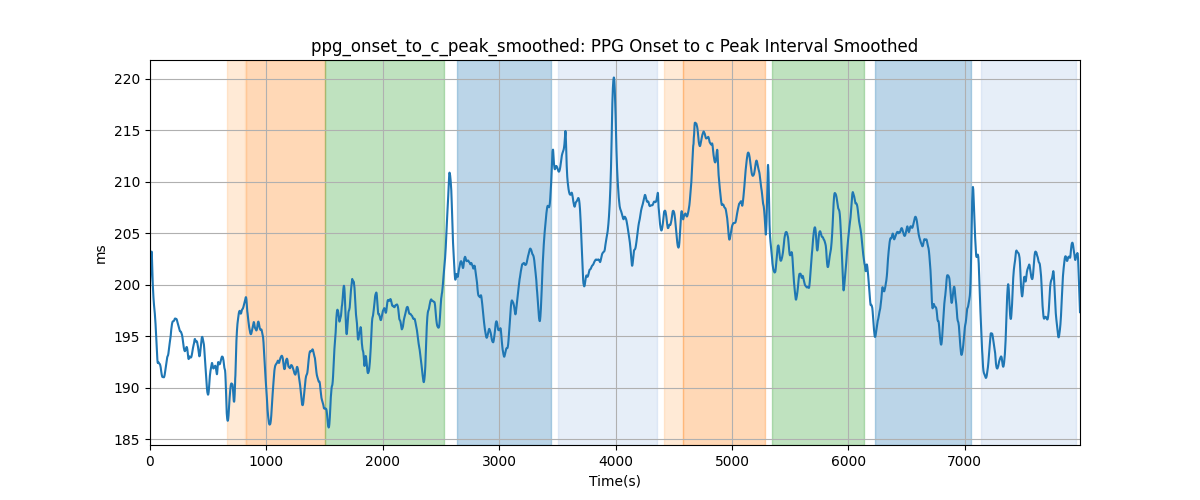 ppg_onset_to_c_peak_smoothed: PPG Onset to c Peak Interval Smoothed
220
215
210
205
200
195
190
185
ms
0 1000 2000 3000 4000 5000 6000 7000
Time(s)